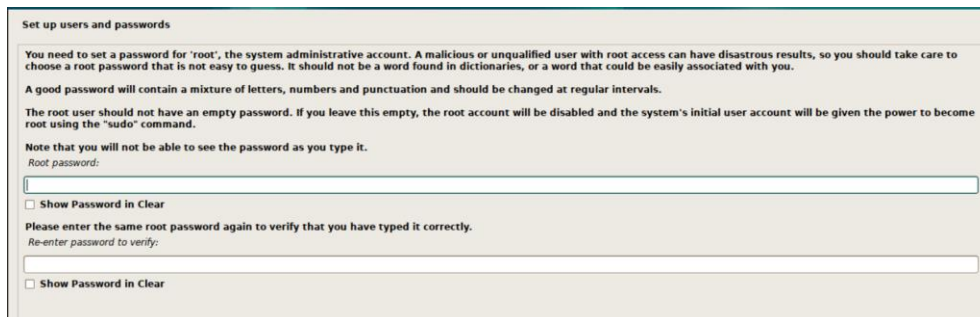 Set up users and passwords
You need to set a password for 'root', the system administrative account. A malicious or unqualified user with root access can have disastrous results, so you should take care to
choose a root password that is not easy to guess. It should not be a word found in dictionaries, or a word that could be easily associated with you.
A good password will contain a mixture of letters, numbers and punctuation and should be changed at regular intervals.
The root user should not have an empty password. If you leave this empty, the root account will be disabled and the system's initial user account will be given the power to become
root using the "sudo" command.
Note that you will not be able to see the password as you type it.
Root password:
Show Password in Clear
Please enter the same root password again to verify that you have typed it correctly.
Re-enter password to verify:
Show Password in Clear